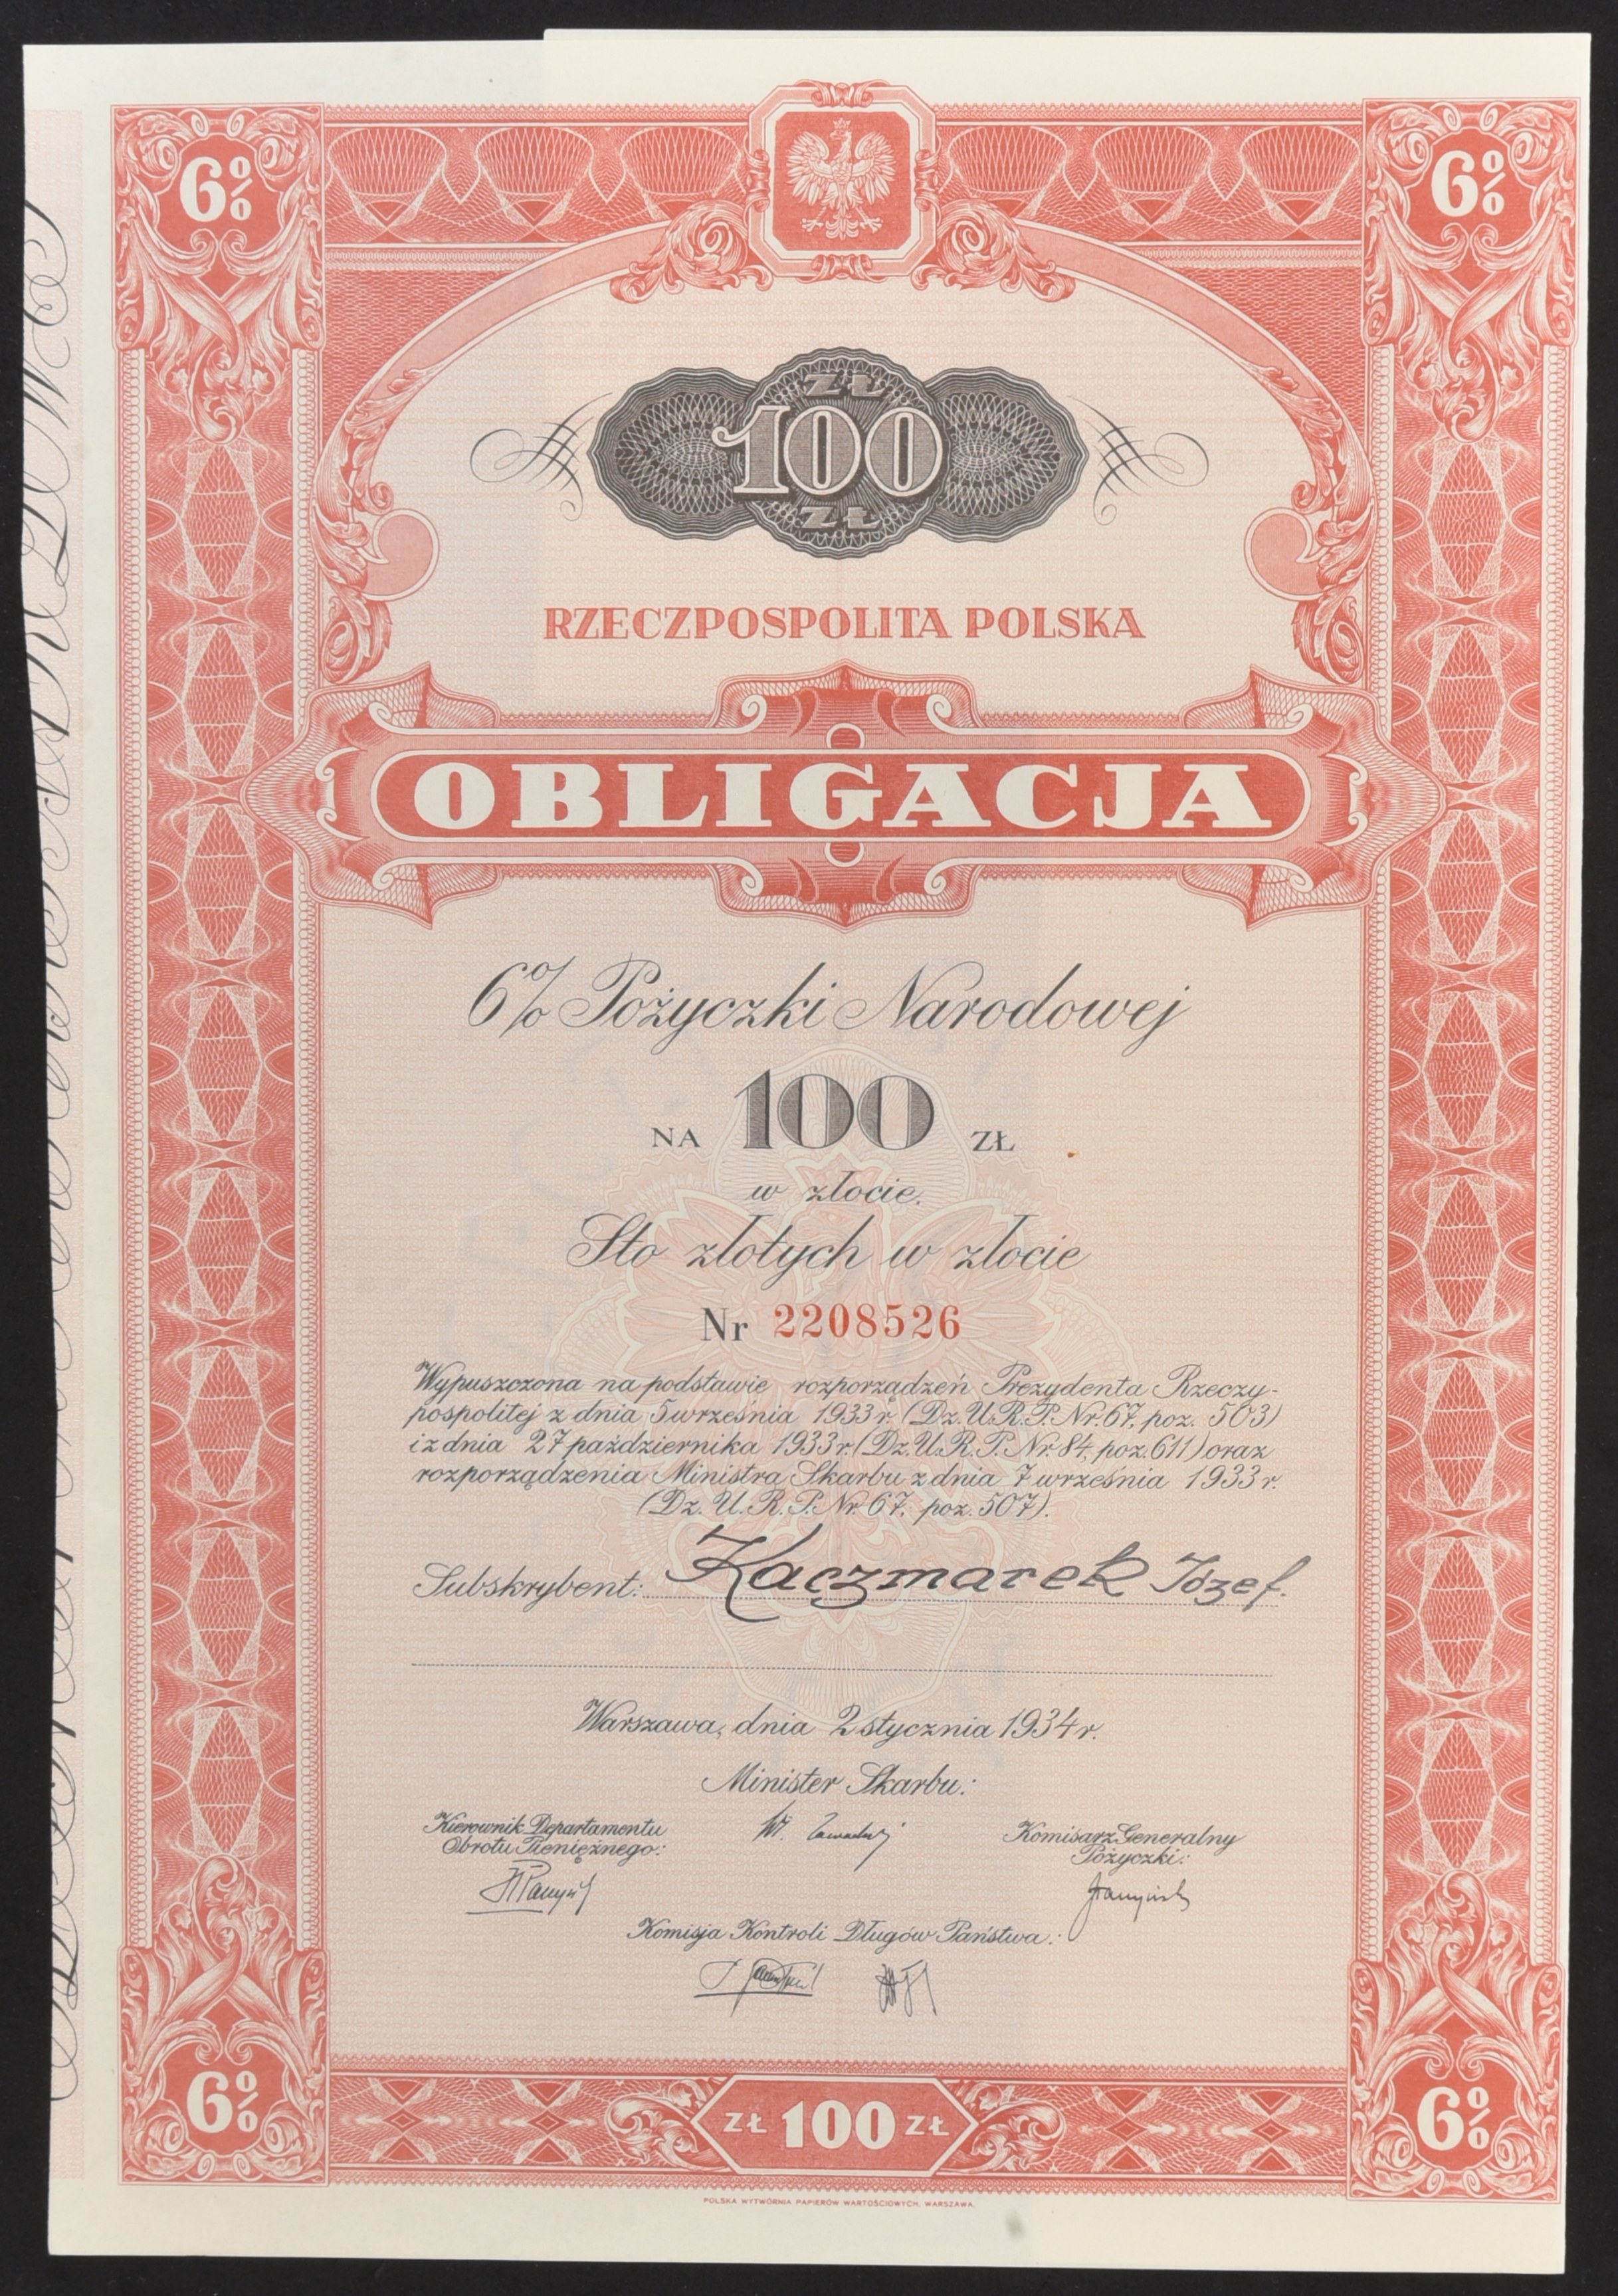 6% 6%
ZŁ
100
ZŁ
RZECZPOSPOLITA POLSKA
OBLIGACJA
6% Pożyczki Narodowej
NA 100 ZŁ
w złocie.
Sto złotych w złocie
Nr 2208526
Wypuszczona na podstawie rozporządzeń Prezydenta Rzeczy-
pospolitej z dnia 5 września 1933 r. (Dz. U. R. P. Nr. 67, poz. 503)
i z dnia 27 października 1933 r. (Dz. U. R. P. Nr. 84, poz. 611) oraz
rozporządzenia Ministra Skarbu z dnia 7 września 1933 r.
(Dz. U. R. P. Nr. 67, poz. 507).
Subskrybent: Kaczmarek Józef.
Warszawa, dnia 2 stycznia 1934 r.
Minister Skarbu:
Kierownik Departamentu
Obrotu Pieniężnego:
Komisarz Generalny
Pożyczki:
Komisja Kontroli Długów Państwa:
6% ZŁ 100 ZŁ 6%
POLSKA WYTWÓRNIA PAPIERÓW WARTOŚCIOWYCH. WARSZAWA.